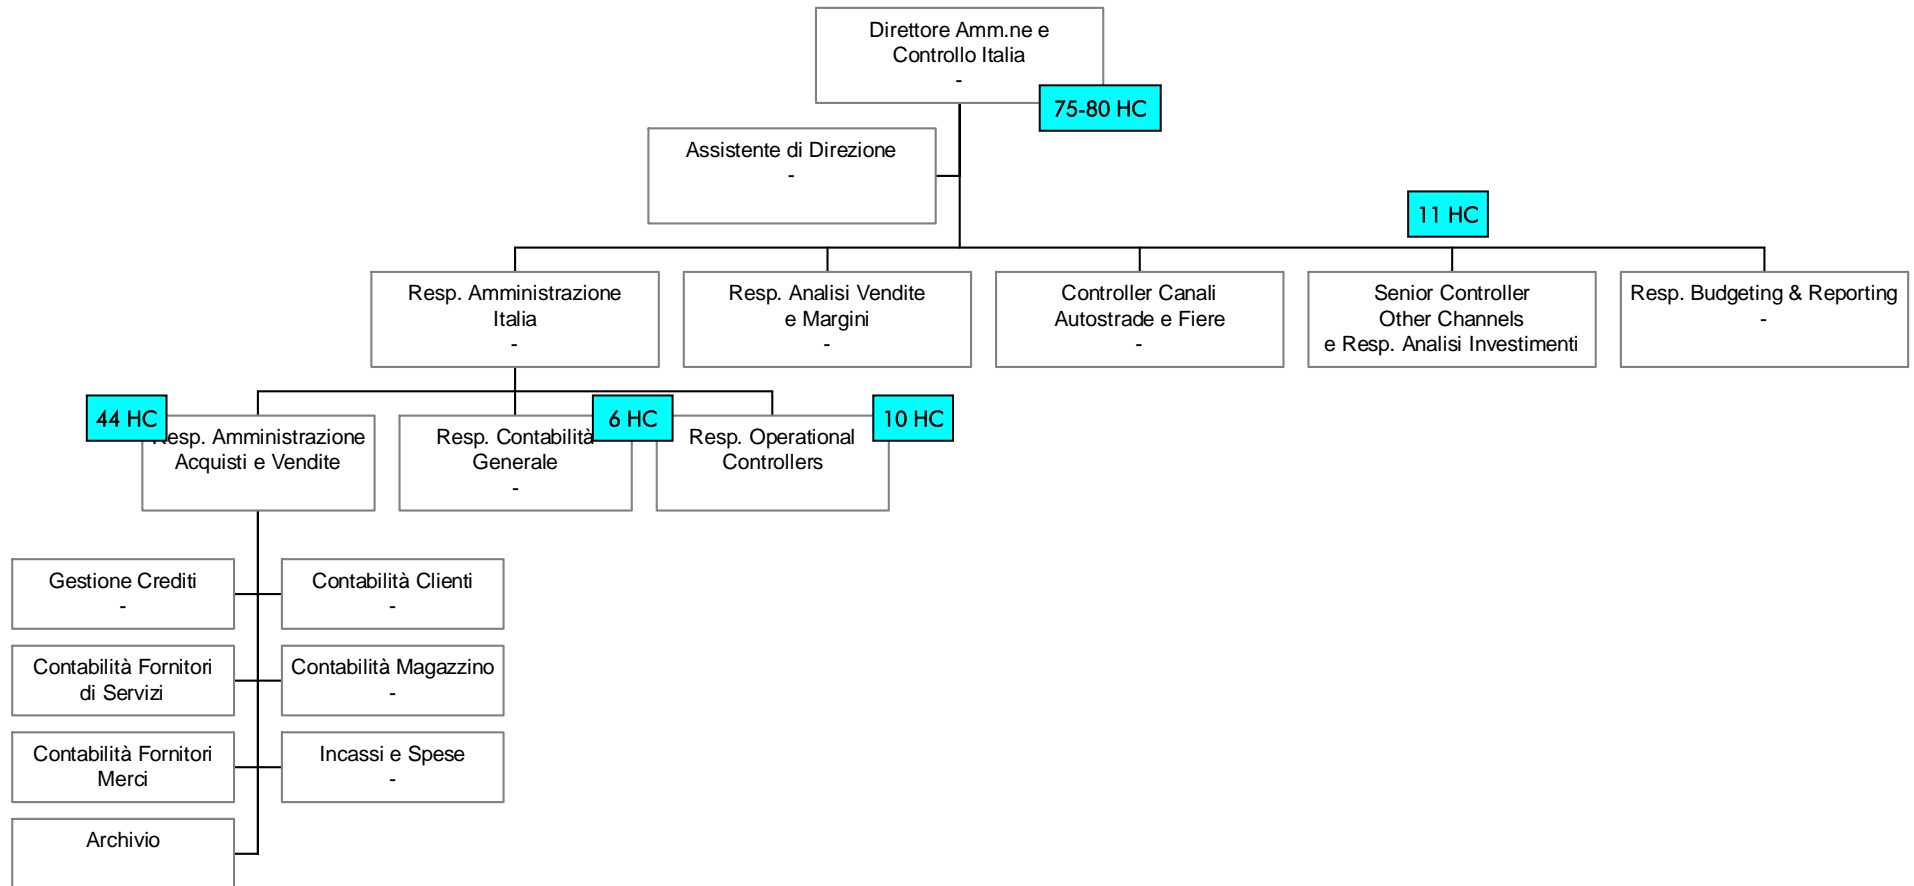 Direttore Amm.ne e
Controllo Italia
-
75-80 HC
Assistente di Direzione
-
11 HC
Resp. Amministrazione
Italia
-
Resp. Analisi Vendite
e Margini
-
Controller Canali
Autostrade e Fiere
-
Senior Controller
Other Channels
e Resp. Analisi Investimenti
Resp. Budgeting & Reporting
-
44 HC
Resp. Amministrazione
Acquisti e Vendite
6 HC
Resp. Contabilità
Generale
-
10 HC
Resp. Operational
Controllers
Gestione Crediti
-
Contabilità Clienti
-
Contabilità Fornitori
di Servizi
Contabilità Magazzino
-
Contabilità Fornitori
Merci
Incassi e Spese
-
Archivio